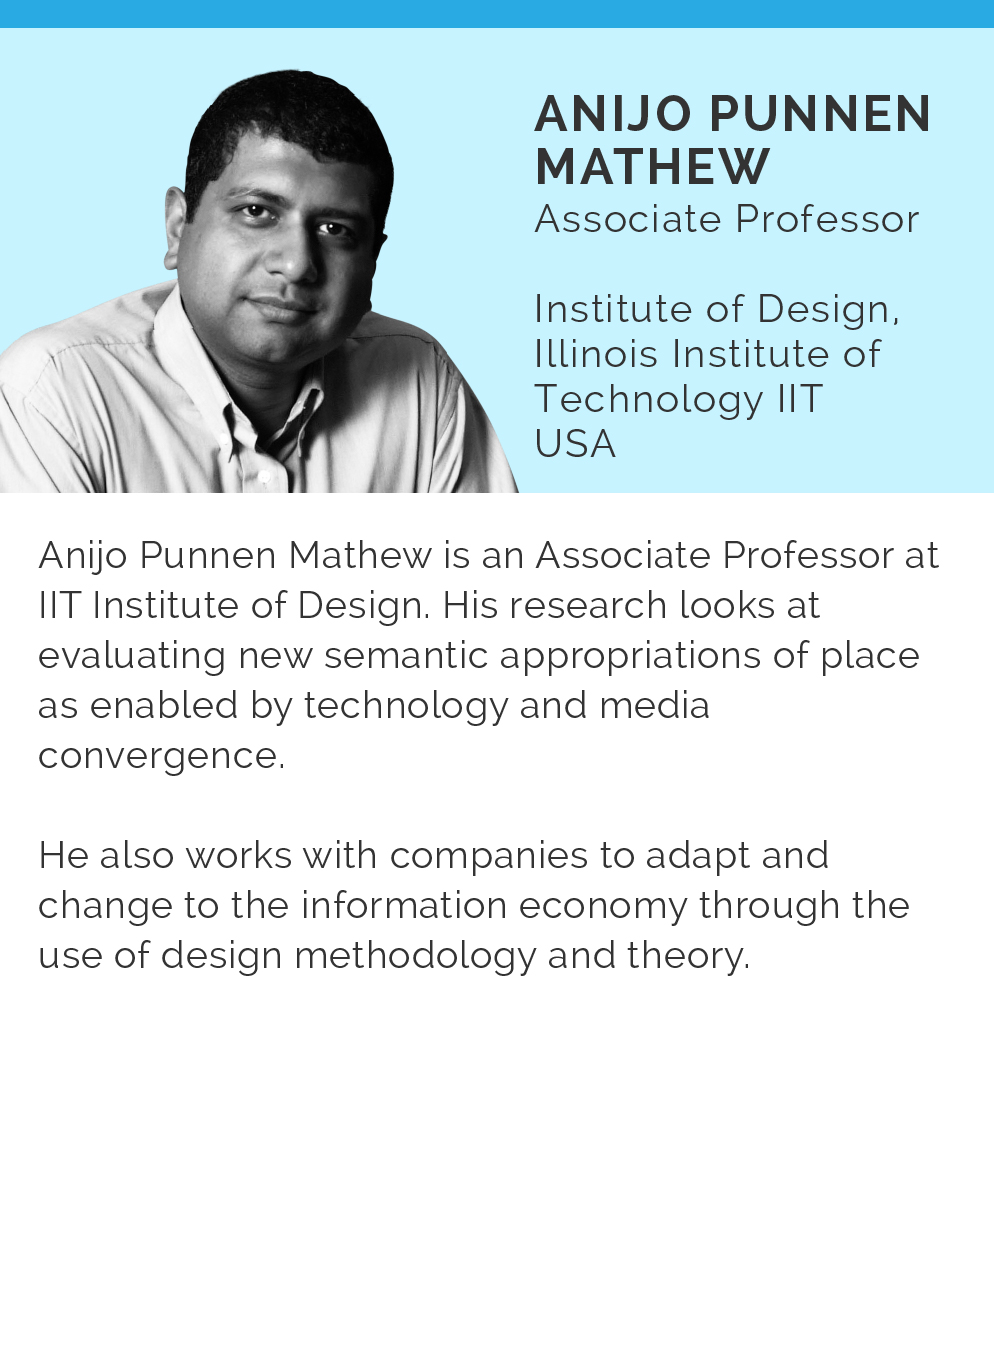 ANIJO PUNNEN
MATHEW
Associate Professor
Institute of Design,
Illinois Institute of
Technology IIT
USA
Anijo Punnen Mathew is an Associate Professor at
IIT Institute of Design. His research looks at
evaluating new semantic appropriations of place
as enabled by technology and media
convergence.
He also works with companies to adapt and
change to the information economy through the
use of design methodology and theory.